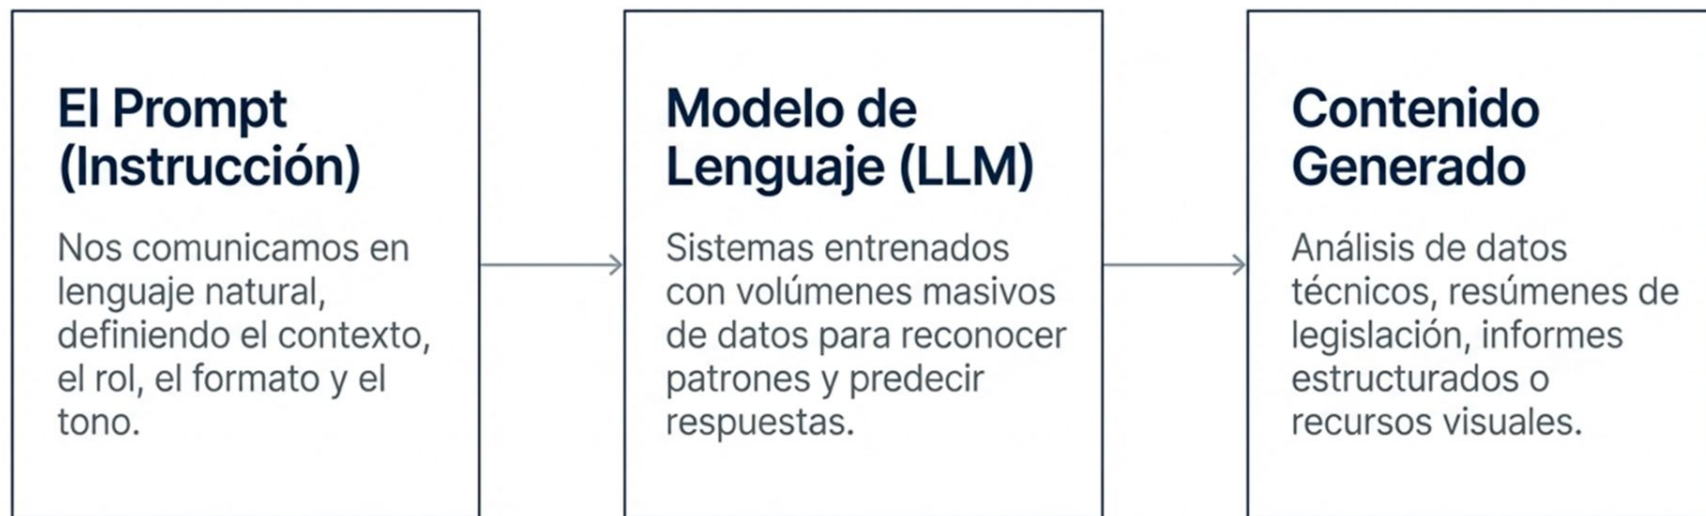 El Prompt
(Instrucción)
Nos comunicamos en
lenguaje natural,
definiendo el contexto,
el rol, el formato y el
tono.
Modelo de
Lenguaje (LLM)
Sistemas entrenados
con volúmenes masivos
de datos para reconocer
patrones y predecir
respuestas.
Contenido
Generado
Análisis de datos
técnicos, resúmenes de
legislación, informes
estructurados o
recursos visuales.